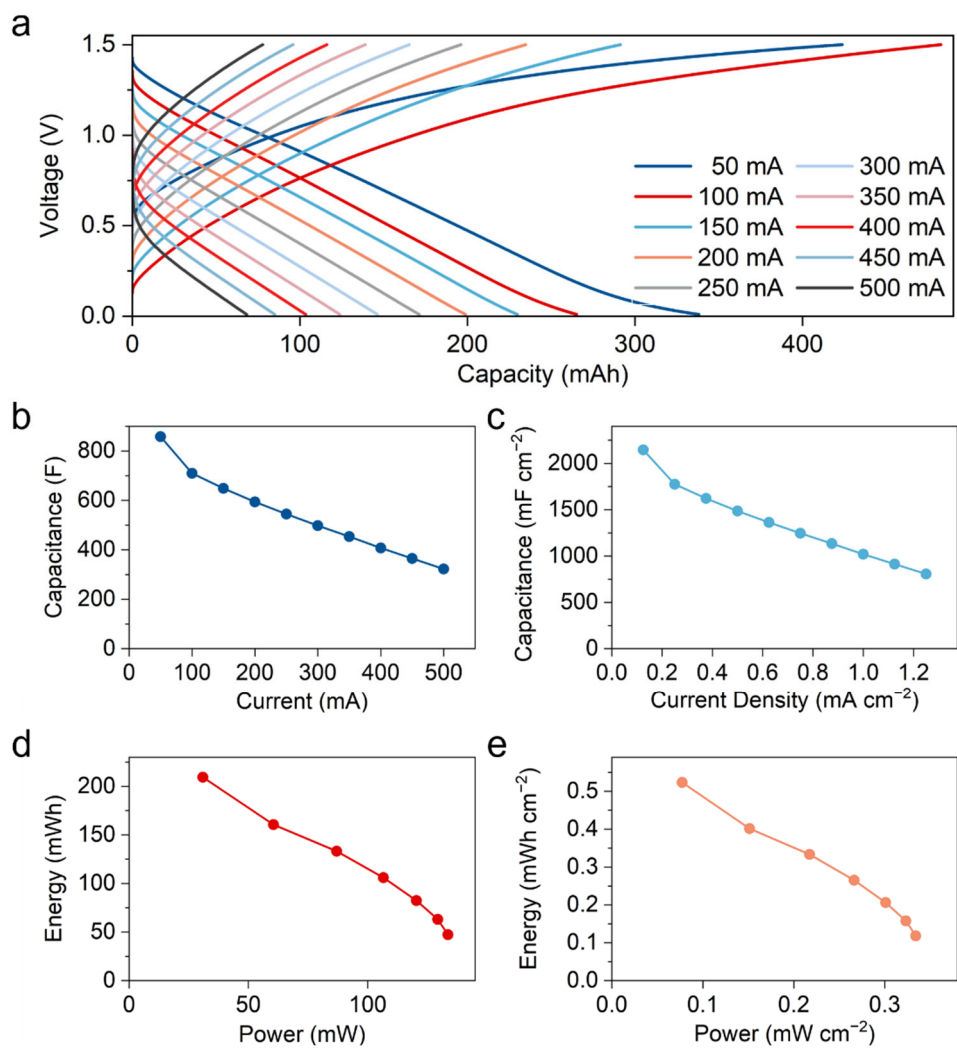 a
1.5
1.0
0.5
0.0
Voltage (V)
50 mA
100 mA
150 mA
200 mA
250 mA
300 mA
350 mA
400 mA
450 mA
500 mA
0 100 200 300 400
Capacity (mAh)
b
800
600
400
200
0
Capacitance (F)
0 100 200 300 400 500
Current (mA)
c
2000
1500
1000
500
0
Capacitance (mF cm⁻²)
0.0 0.2 0.4 0.6 0.8 1.0 1.2
Current Density (mA cm⁻²)
d
200
150
100
50
0
Energy (mWh)
0 100
Power (mW)
e
0.5
0.4
0.3
0.2
0.1
0.0
Energy (mWh cm⁻²)
0.0 0.1 0.2 0.3
Power (mW cm⁻²)